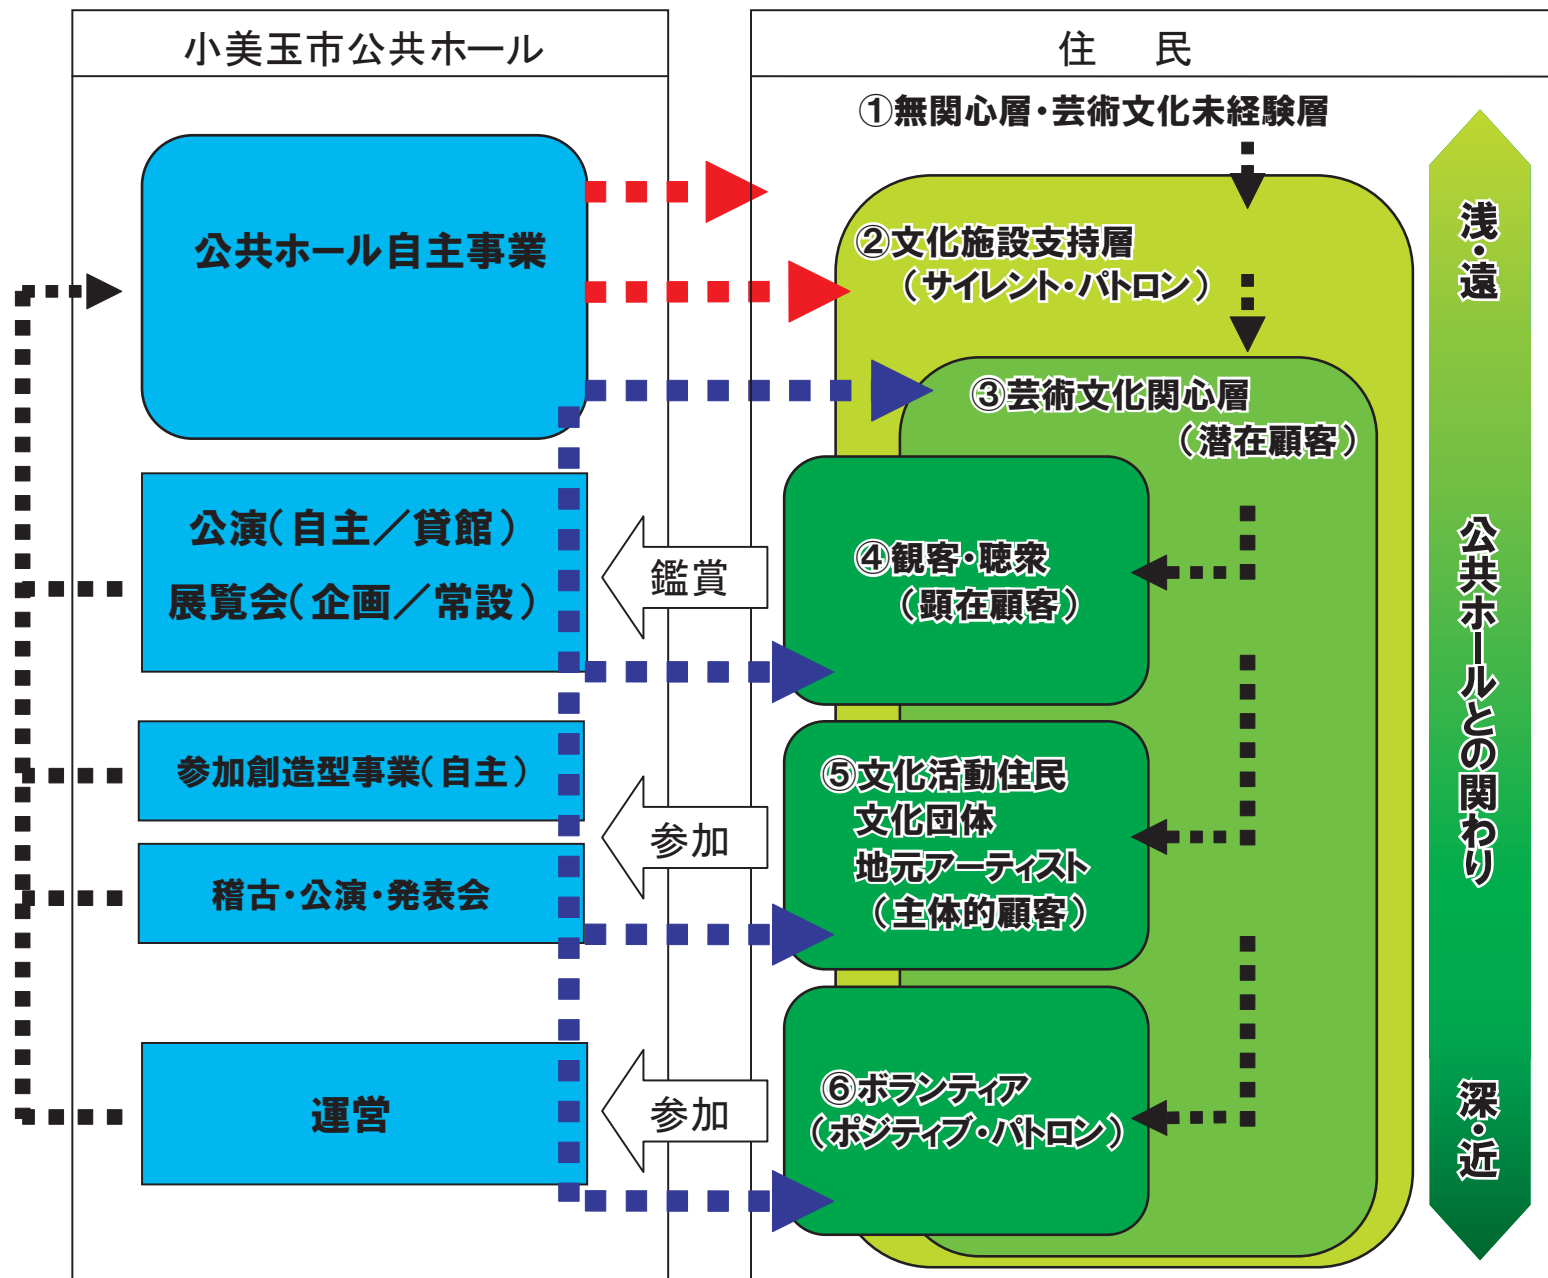 小美玉市公共ホール
公共ホール自主事業
公演(自主／貸館)
展覧会(企画／常設)
参加創造型事業(自主)
稽古・公演・発表会
運営
鑑賞
参加
参加
住　民
①無関心層・芸術文化未経験層
②文化施設支持層
(サイレント・パトロン)
③芸術文化関心層
(潜在顧客)
④観客・聴衆
(顕在顧客)
⑤文化活動住民
文化団体
地元アーティスト
(主体的顧客)
⑥ボランティア
(ポジティブ・パトロン)
浅・遠
公共ホールとの関わり
深・近